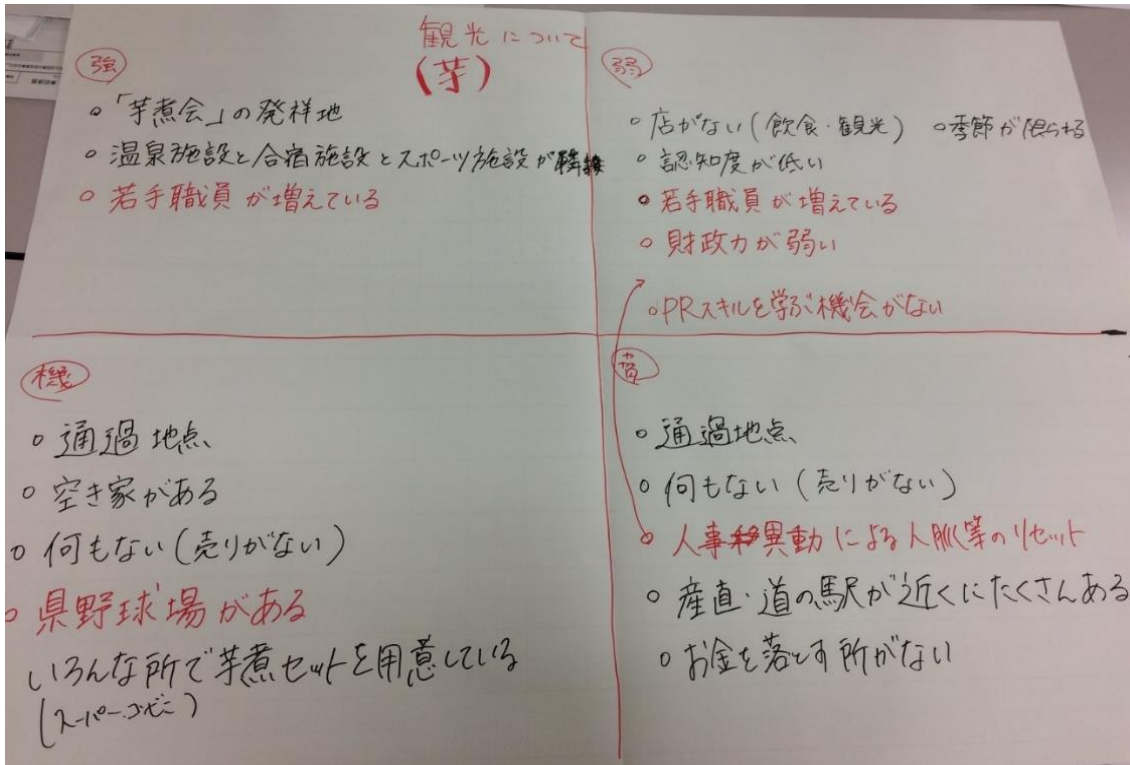 観光について
(芋)
強
。「芋煮会」の発祥地
。温泉施設と合宿施設とスポーツ施設が隣接
。若手職員が増えている
弱
。店がない(飲食・観光) 。季節が限られる
。認知度が低い
。若手職員が増えている
。財政力が弱い
。PRスキルを学ぶ機会がない
機
。通過地点
。空き家がある
。何もない(売りがない)
。県野球場がある
いろんな所で芋煮セットを用意している
(スーパー・コンビニ)
脅
。通過地点
。何もない(売りがない)
。人事異動による人脈等のリセット
。産直・道の駅が近くにたくさんある
。お金を落とす所がない